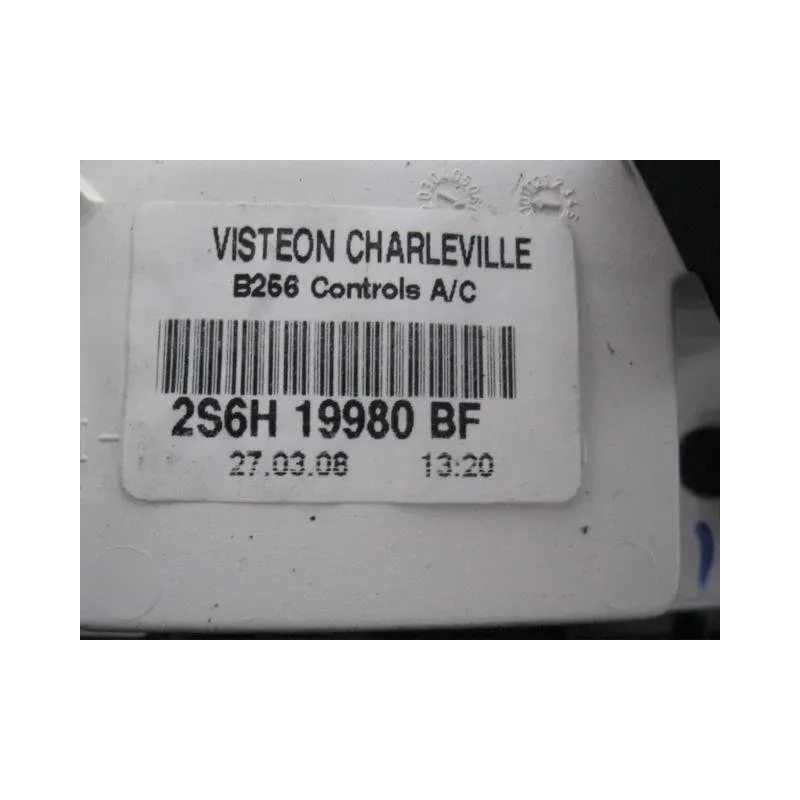 VISTEON CHARLEVILLE
B256 Controls A/C
2S6H 19980 BF
27.03.08 13:20